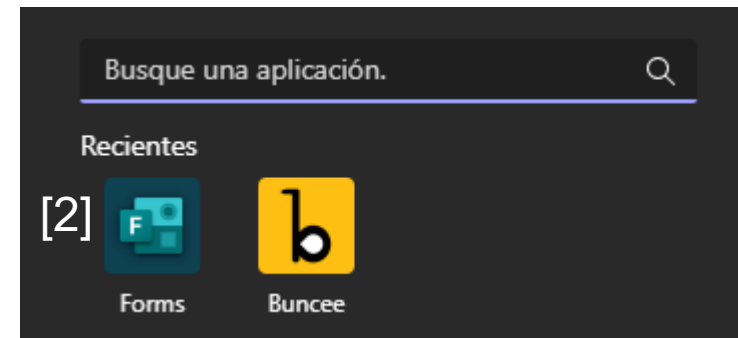 Busque una aplicación.
Recientes
[2] F b
Forms Buncee